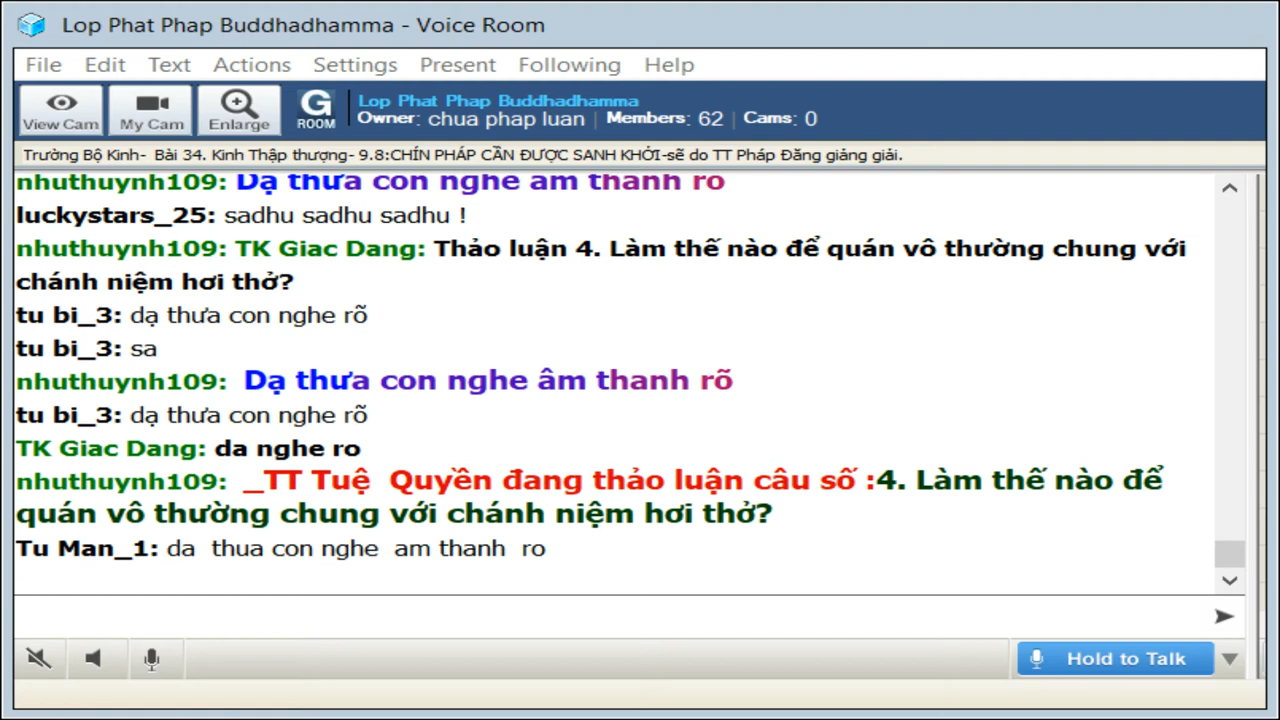 Lop Phat Phap Buddhadhamma - Voice Room
File Edit Text Actions Settings Present Following Help
View Cam My Cam Enlarge G ROOM Lop Phat Phap Buddhadhamma
Owner: chua phap luan | Members: 62 | Cams: 0
Trường Bộ Kinh- Bài 34. Kinh Thập thượng- 9.8:CHÍN PHÁP CẦN ĐƯỢC SANH KHỞI-sẽ do TT Pháp Đăng giảng giải.
nhuthuynh109: Dạ thưa con nghe âm thanh rõ
luckystars_25: sadhu sadhu sadhu !
nhuthuynh109: TK Giac Dang: Thảo luận 4. Làm thế nào để quán vô thường chung với
chánh niệm hơi thở?
tu bi_3: dạ thưa con nghe rõ
tu bi_3: sa
nhuthuynh109: Dạ thưa con nghe âm thanh rõ
tu bi_3: dạ thưa con nghe rõ
TK Giac Dang: da nghe ro
nhuthuynh109: _TT Tuệ Quyền đang thảo luận câu số :4. Làm thế nào để
quán vô thường chung với chánh niệm hơi thở?
Tu Man_1: da thua con nghe am thanh ro
Hold to Talk